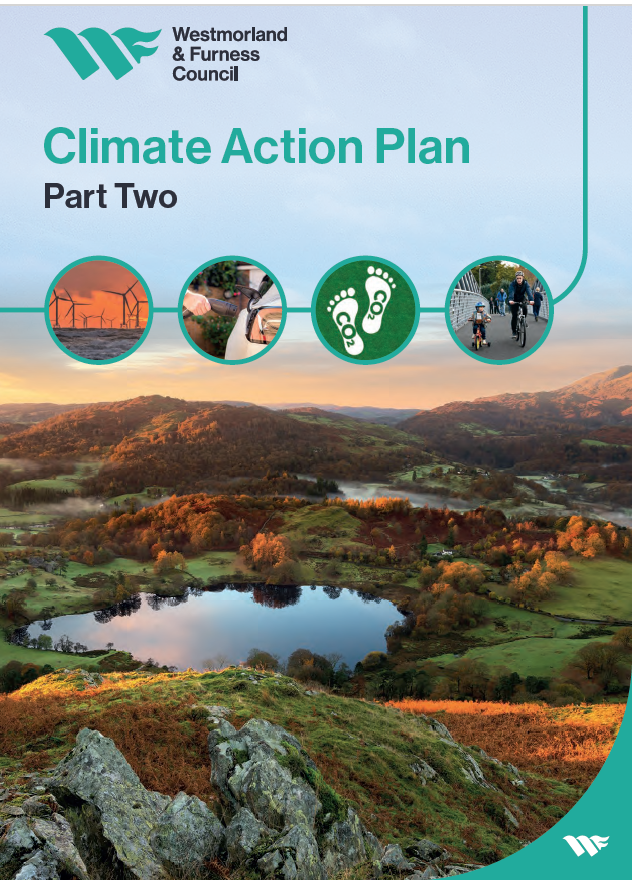 Westmorland
& Furness
Council
Climate Action Plan
Part Two
CO2
CO2